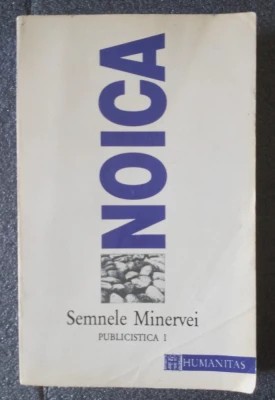 NOICA
Semnele Minervei
PUBLICISTICA I
HUMANITAS